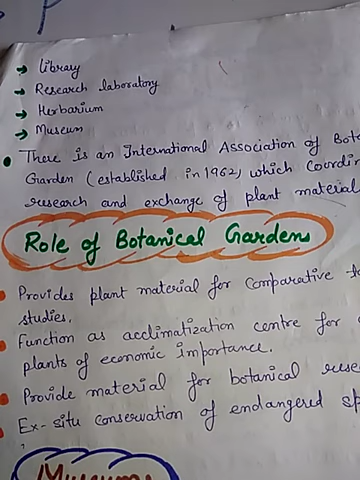 → Library
→ Research laboratory
→ Herbarium
→ Museum
• There is an International Association of Bota
Garden (established in 1962) which Coordin
research and exchange of plant material
Role of Botanical Gardens
• Provides plant material for comparative
studies.
• Function as acclimatization centre for
plants of economic importance.
• Provide material for botanical rese
• Ex-situ conservation of endangered sp
Museums